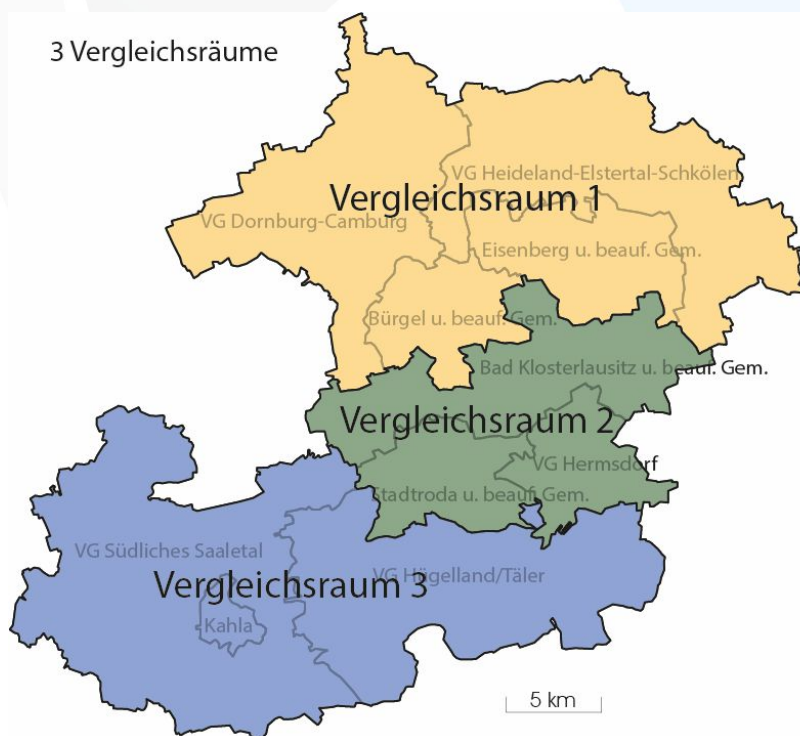 3 Vergleichsräume
VG Heideland-Elstertal-Schkölen
Vergleichsraum 1
VG Dornburg-Camburg
Eisenberg u. beauf. Gem.
Bürgel u. beauf. Gem.
Bad Klosterlausitz u. beauf. Gem.
Vergleichsraum 2
VG Hermsdorf
Stadtroda u. beauf. Gem.
VG Südliches Saaletal
VG Hügelland/Täler
Vergleichsraum 3
Kahla
5 km